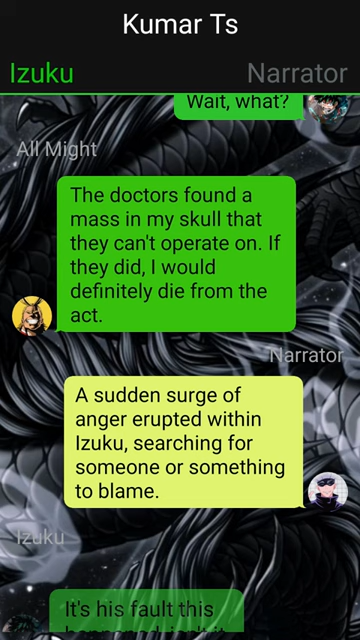 Kumar Ts
Izuku
Narrator
Wait, what?
All Might
The doctors found a
mass in my skull that
they can't operate on. If
they did, I would
definitely die from the
act.
Narrator
A sudden surge of
anger erupted within
Izuku, searching for
someone or something
to blame.
Izuku
It's his fault this